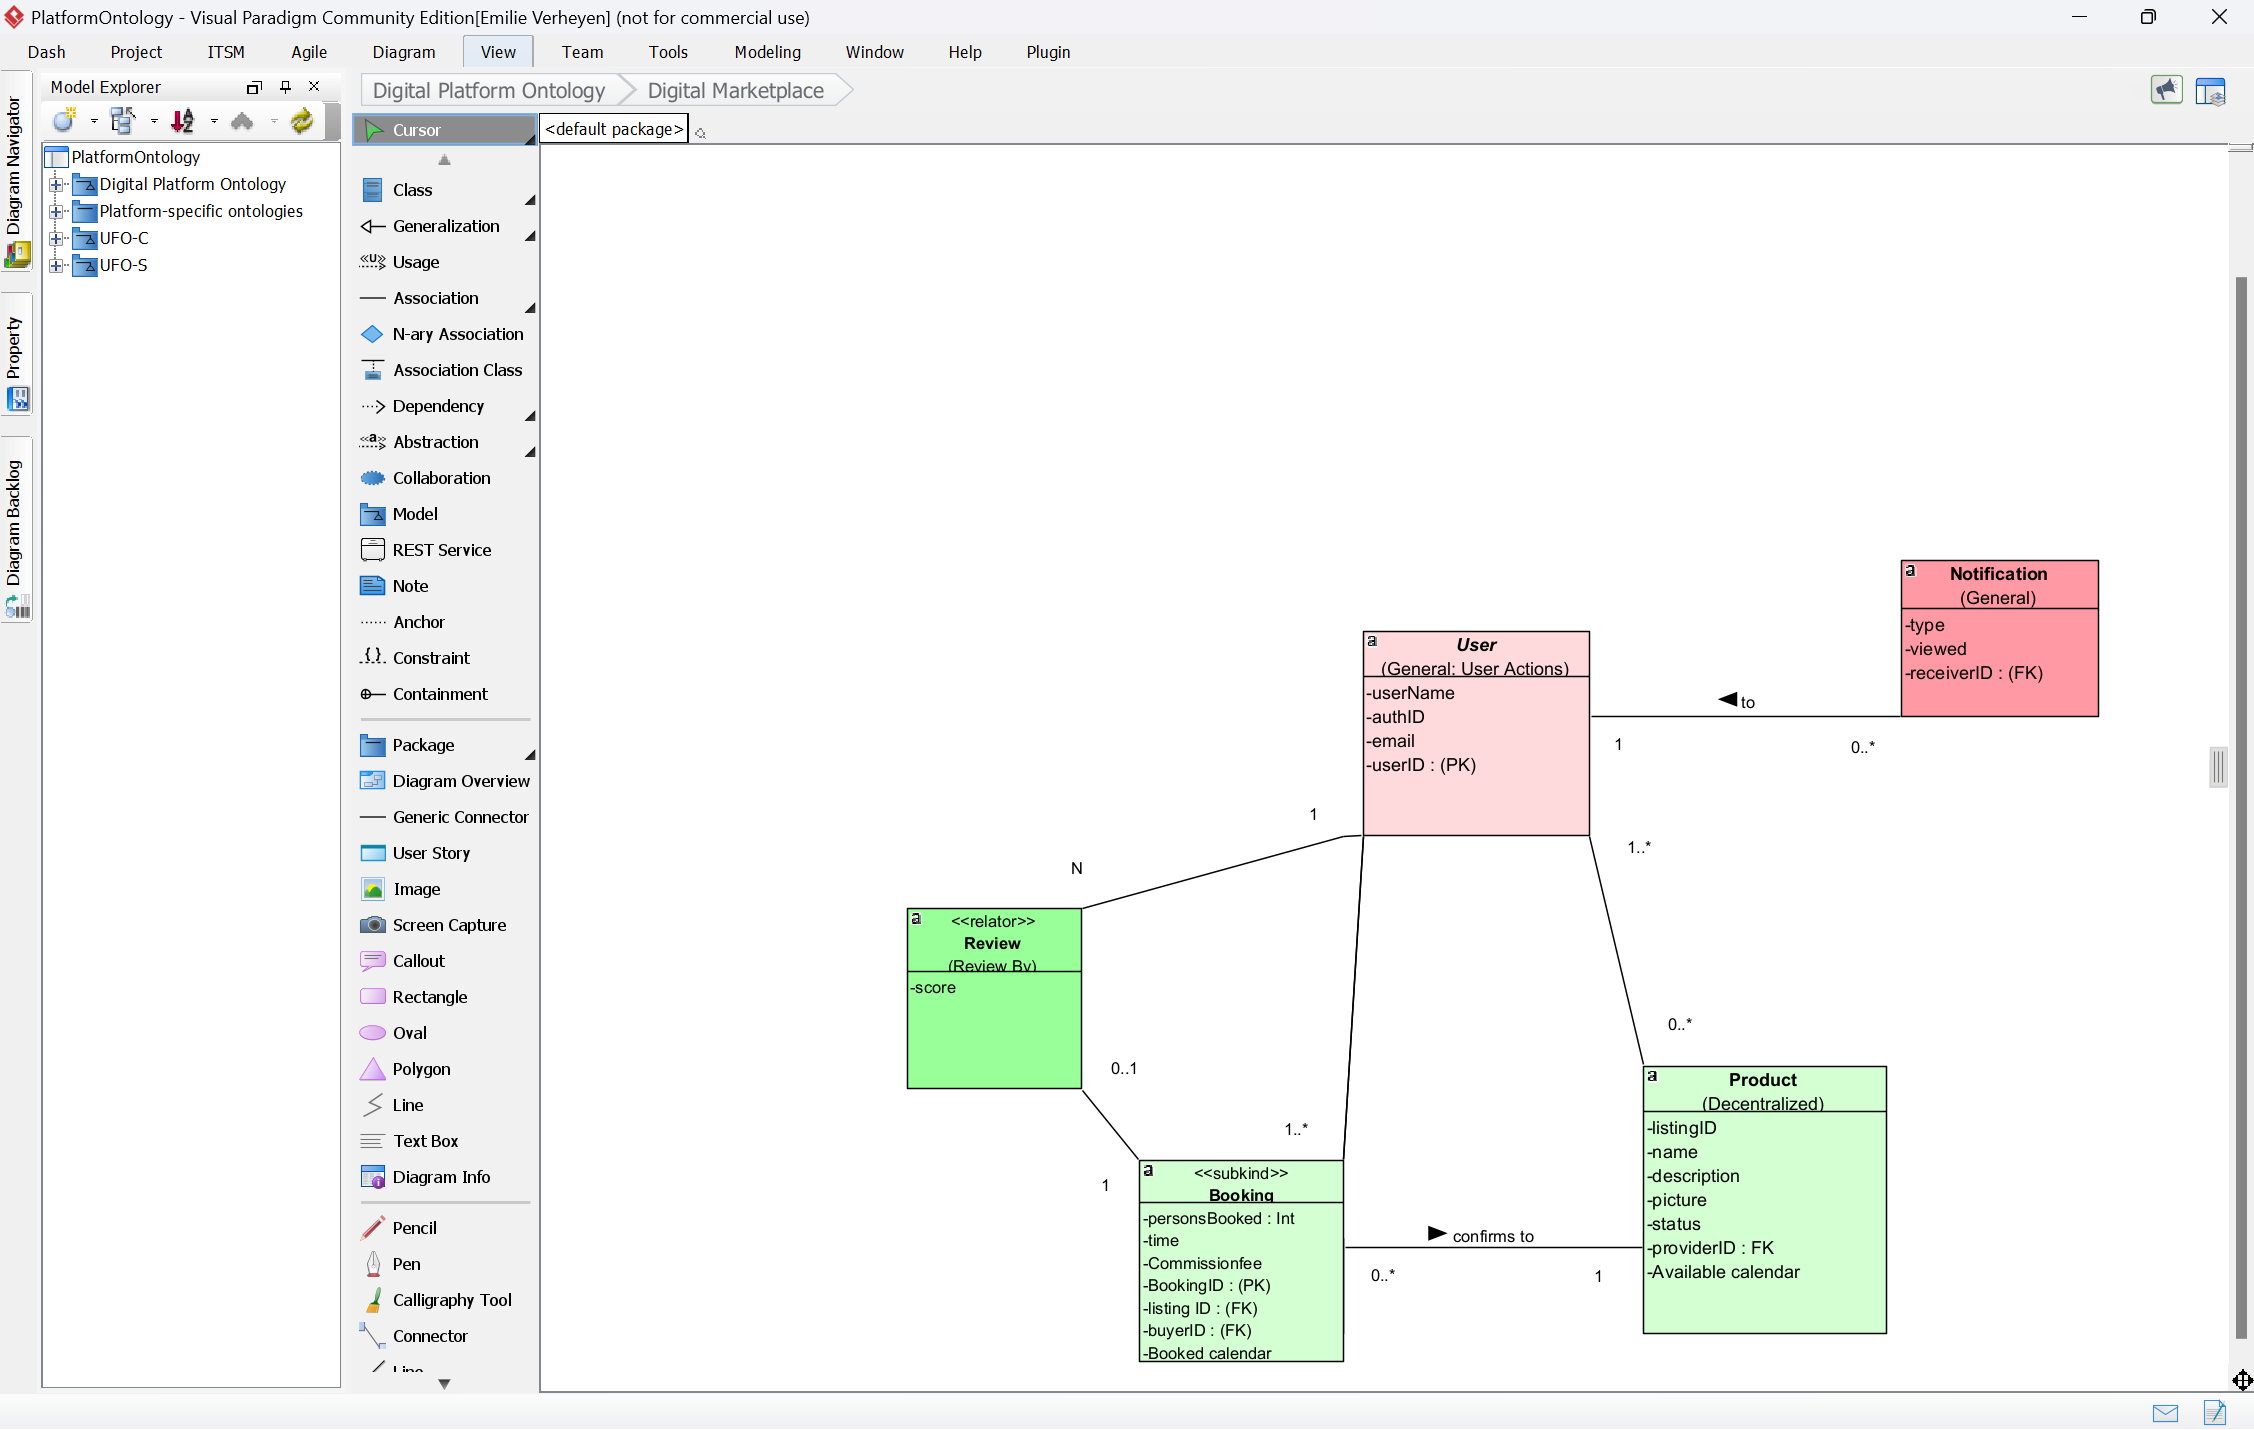 PlatformOntology - Visual Paradigm Community Edition[Emilie Verheyen] (not for commercial use)
Dash Project ITSM Agile Diagram View Team Tools Modeling Window Help Plugin
Diagram Navigator
Property
Diagram Backlog
Model Explorer
PlatformOntology
Digital Platform Ontology
Platform-specific ontologies
UFO-C
UFO-S
Digital Platform Ontology
Digital Marketplace
<default package>
Cursor
Class
Generalization
Usage
Association
N-ary Association
Association Class
Dependency
Abstraction
Collaboration
Model
REST Service
Note
Anchor
Constraint
Containment
Package
Diagram Overview
Generic Connector
User Story
Image
Screen Capture
Callout
Rectangle
Oval
Polygon
Line
Text Box
Diagram Info
Pencil
Pen
Calligraphy Tool
Connector
Line
Notification
(General)
-type
-viewed
-receiverID : (FK)
User
(General: User Actions)
-userName
-authID
-email
-userID : (PK)
to
1
0..*
1
N
1..*
<<relator>>
Review
(Review By)
-score
0..1
1
1..*
0..*
<<subkind>>
Booking
-personsBooked : Int
-time
-Commissionfee
-BookingID : (PK)
-listing ID : (FK)
-buyerID : (FK)
-Booked calendar
confirms to
0..*
1
Product
(Decentralized)
-listingID
-name
-description
-picture
-status
-providerID : FK
-Available calendar